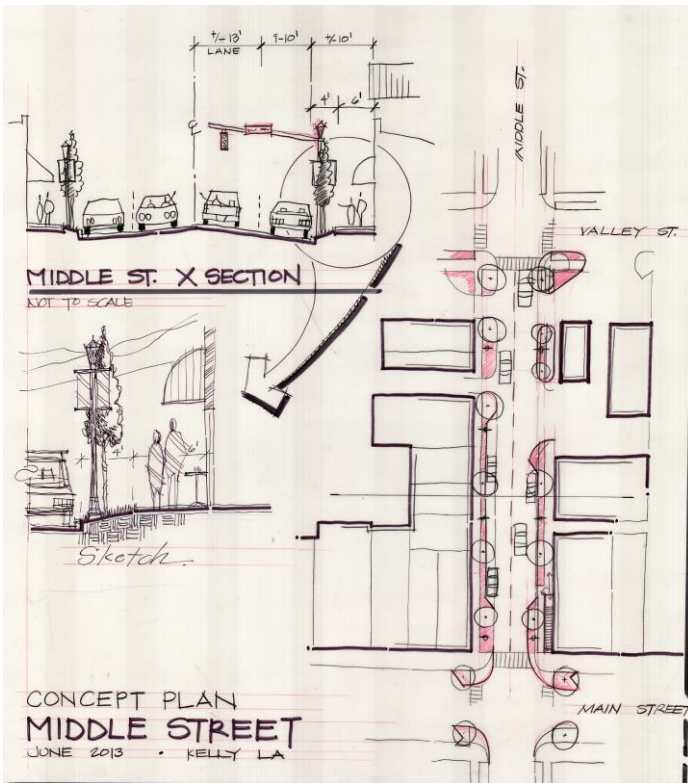 +/-13' 9-10' +/-10'
LANE
4' 6'
MIDDLE ST. X SECTION
NOT TO SCALE
4' 6'
Sketch.
MIDDLE ST.
VALLEY ST.
MAIN STREET
CONCEPT PLAN
MIDDLE STREET
JUNE 2013 • KELLY LA